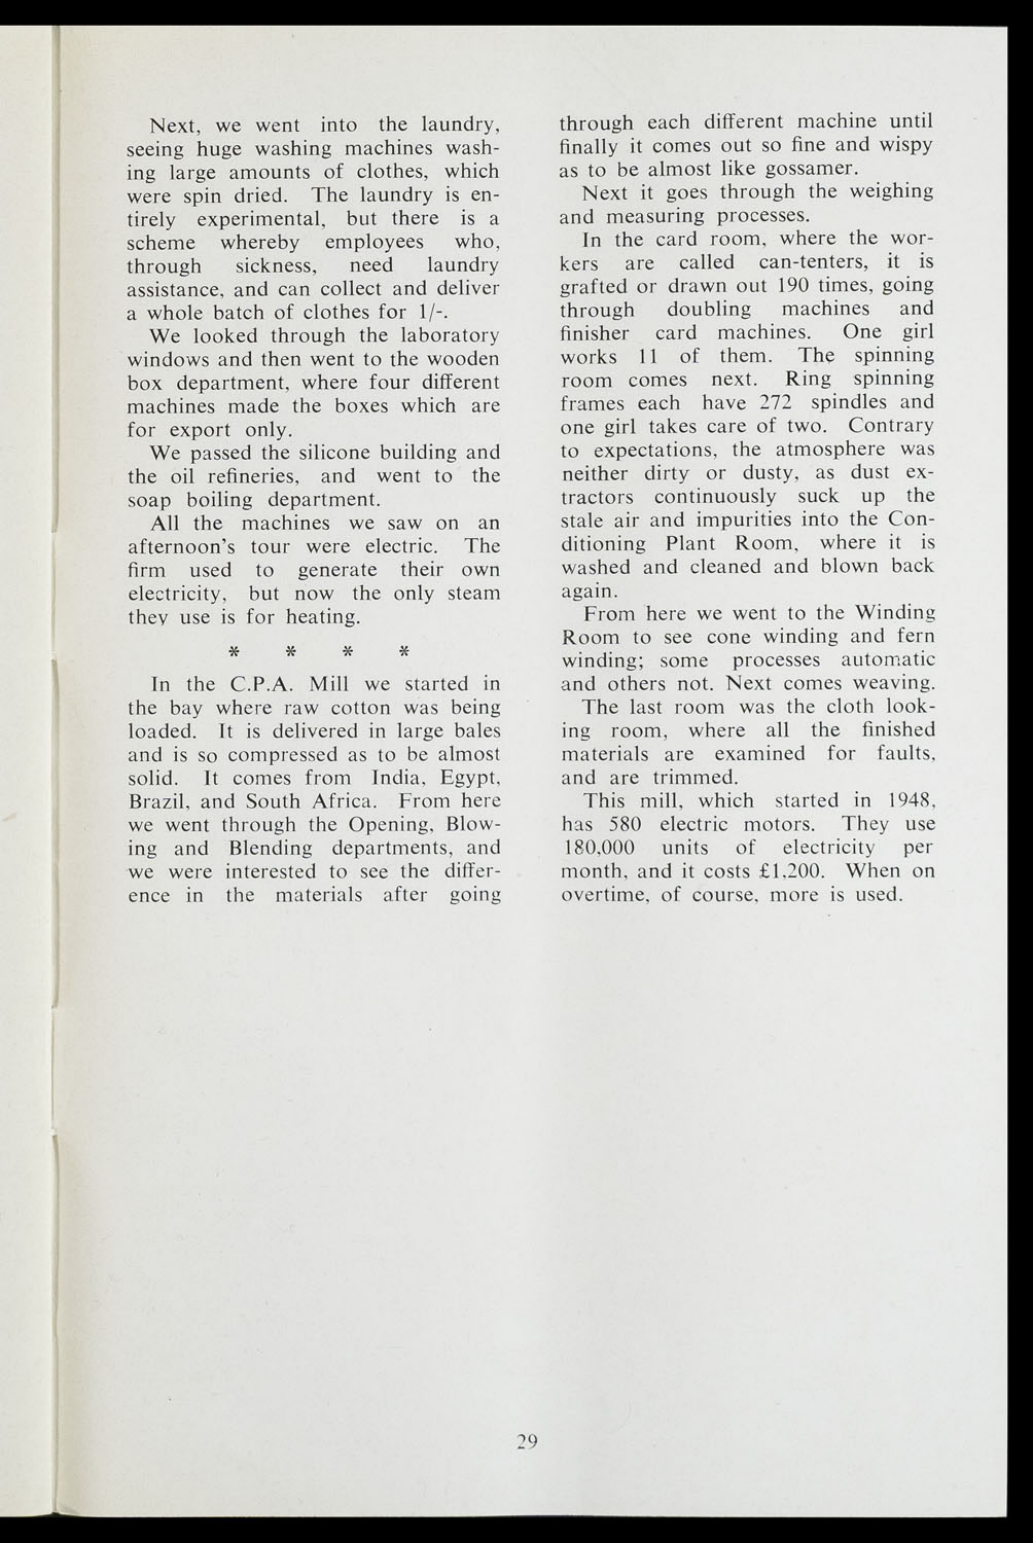 Next, we went into the laundry,
seeing huge washing machines wash-
ing large amounts of clothes, which
were spin dried. The laundry is en-
tirely experimental, but there is a
scheme whereby employees who,
through sickness, need laundry
assistance, and can collect and deliver
a whole batch of clothes for 1/-.
We looked through the laboratory
windows and then went to the wooden
box department, where four different
machines made the boxes which are
for export only.
We passed the silicone building and
the oil refineries, and went to the
soap boiling department.
All the machines we saw on an
afternoon's tour were electric. The
firm used to generate their own
electricity, but now the only steam
they use is for heating.
* * * *
In the C.P.A. Mill we started in
the bay where raw cotton was being
loaded. It is delivered in large bales
and is so compressed as to be almost
solid. It comes from India, Egypt,
Brazil, and South Africa. From here
we went through the Opening, Blow-
ing and Blending departments, and
we were interested to see the differ-
ence in the materials after going
through each different machine until
finally it comes out so fine and wispy
as to be almost like gossamer.
Next it goes through the weighing
and measuring processes.
In the card room, where the wor-
kers are called can-tenters, it is
grafted or drawn out 190 times, going
through doubling machines and
finisher card machines. One girl
works 11 of them. The spinning
room comes next. Ring spinning
frames each have 272 spindles and
one girl takes care of two. Contrary
to expectations, the atmosphere was
neither dirty or dusty, as dust ex-
tractors continuously suck up the
stale air and impurities into the Con-
ditioning Plant Room, where it is
washed and cleaned and blown back
again.
From here we went to the Winding
Room to see cone winding and fern
winding; some processes automatic
and others not. Next comes weaving.
The last room was the cloth look-
ing room, where all the finished
materials are examined for faults,
and are trimmed.
This mill, which started in 1948,
has 580 electric motors. They use
180,000 units of electricity per
month, and it costs £1,200. When on
overtime, of course, more is used.
29